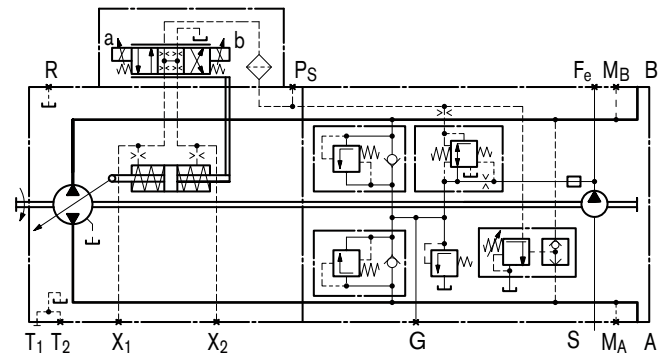 a b
R P_S F_e M_B B
T_1 T_2 X_1 X_2 G S M_A A